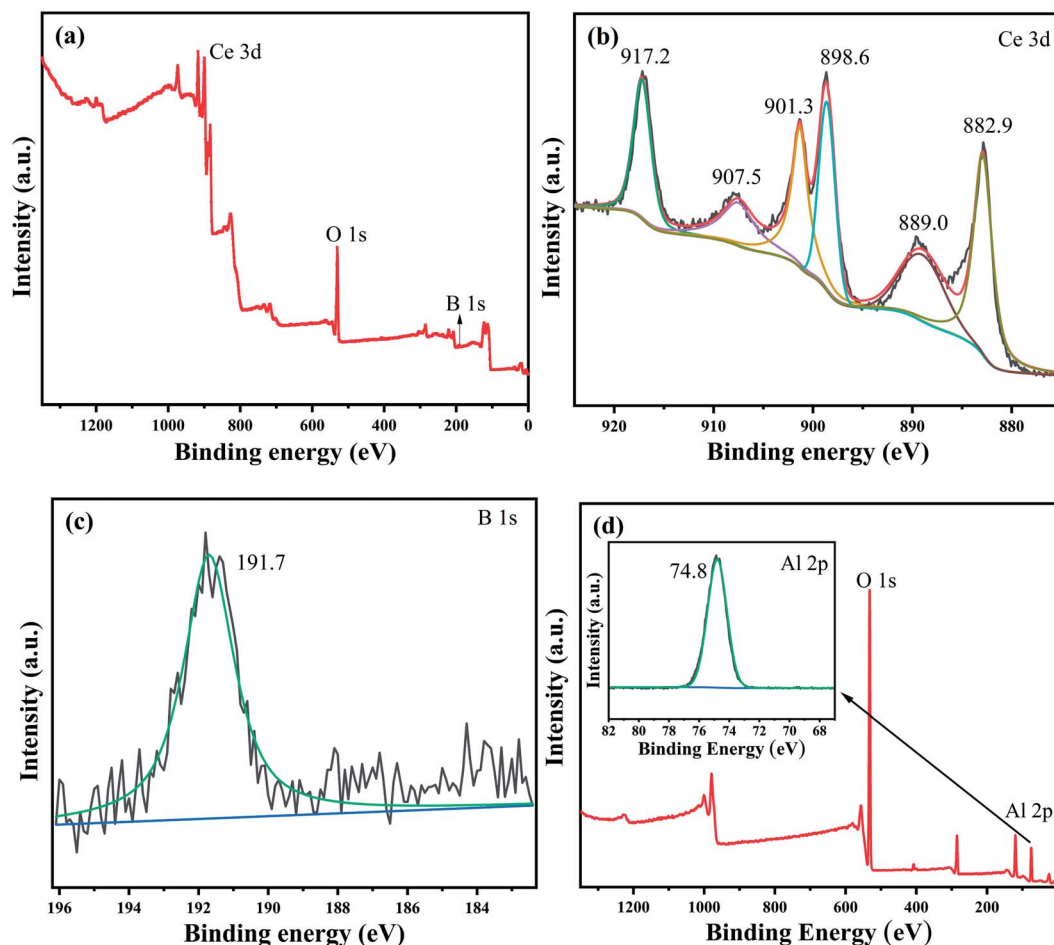 (a)
Ce 3d
O 1s
B 1s
Intensity (a.u.)
1200 1000 800 600 400 200 0
Binding energy (eV)
(b)
Ce 3d
917.2
907.5
901.3
898.6
889.0
882.9
Intensity (a.u.)
920 910 900 890 880
Binding energy (eV)
(c)
B 1s
191.7
Intensity (a.u.)
196 194 192 190 188 186 184
Binding energy (eV)
(d)
Al 2p
74.8
Intensity (a.u.)
82 80 78 76 74 72 70 68
Binding Energy (eV)
O 1s
Al 2p
Intensity (a.u.)
1200 1000 800 600 400 200
Binding Energy (eV)